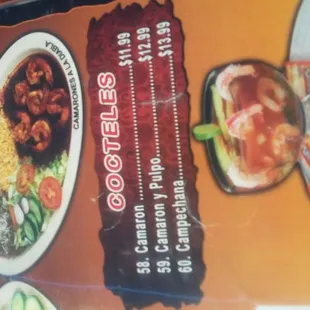 CAMARONES A LA DIABLA
COCTELES
58. Camaron ..................$11.99
59. Camaron y Pulpo..............$12.99
60. Campechana......................$13.99